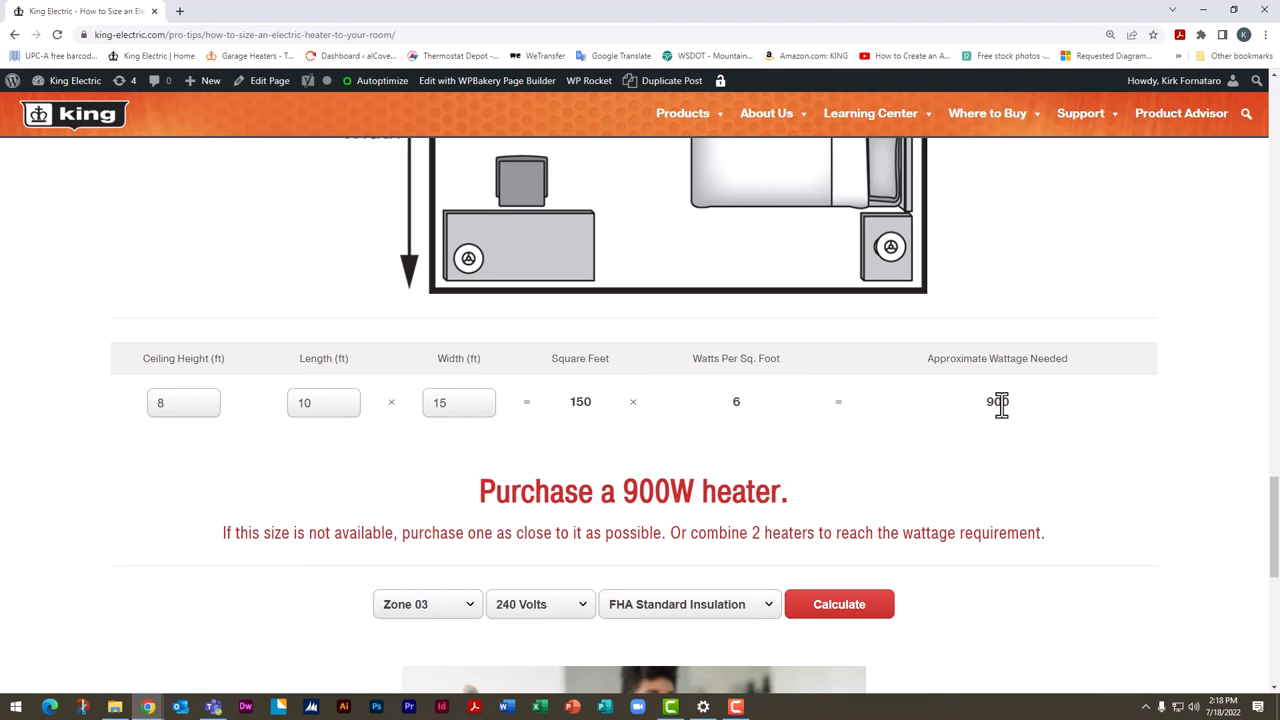 King Electric - How to size an ele
king-electric.com/pro-tips/how-to-size-an-electric-heater-to-your-room/
K
UPC-A free barcod... King Electric | Home Garage Heaters - T... Dashboard ‹ alCove... Thermostat Depot -... WeTransfer Google Translate WSDOT - Mountain... Amazon.com: KING How to Create an A... Free stock photos -... Requested Diagram... » Other bookmarks
King Electric 4 0 New Edit Page Autoptimize Edit with WPBakery Page Builder WP Rocket Duplicate Post Howdy, Kirk Fornataro
king Products About Us Learning Center Where to Buy Support Product Advisor
Ceiling Height (ft) Length (ft) Width (ft) Square Feet Watts Per Sq. Foot Approximate Wattage Needed
8 10 × 15 = 150 × 6 = 900
Purchase a 900W heater.
If this size is not available, purchase one as close to it as possible. Or combine 2 heaters to reach the wattage requirement.
Zone 03 240 Volts FHA Standard Insulation Calculate
2:18 PM
7/18/2022